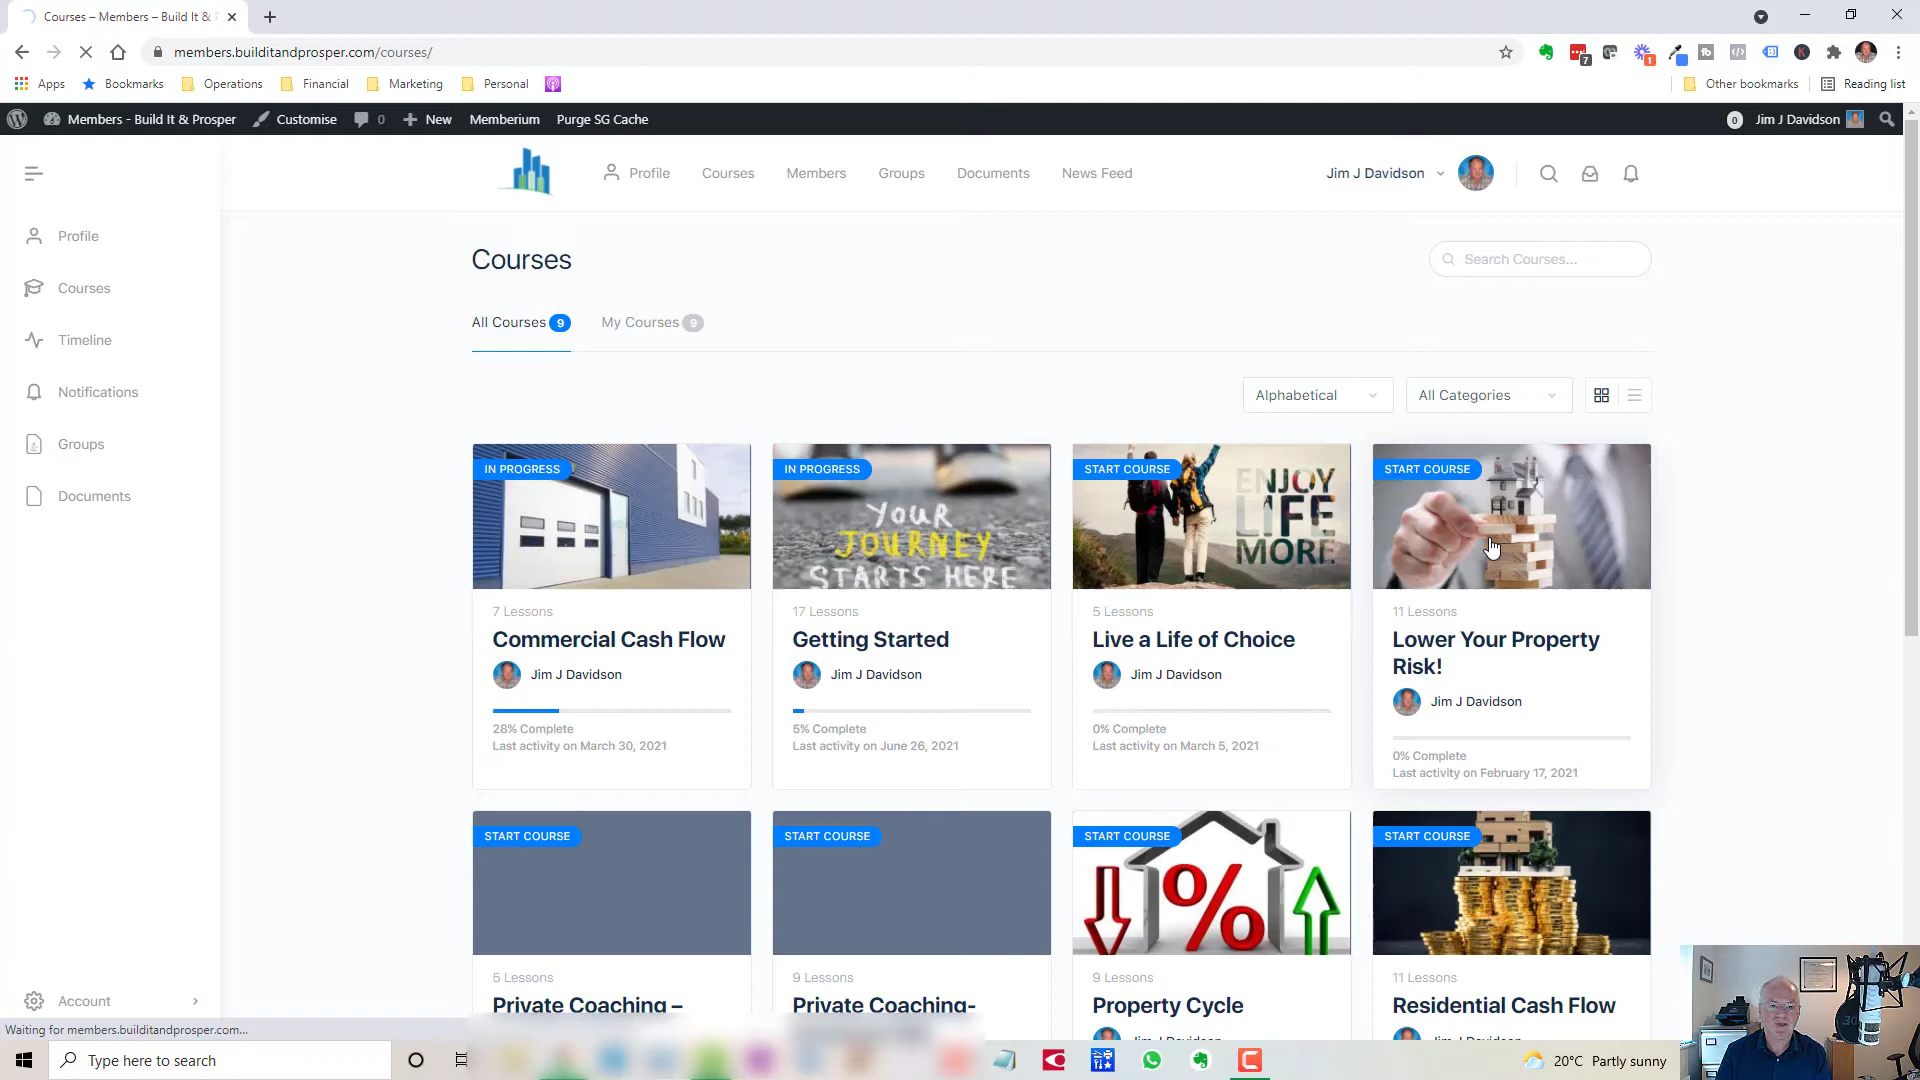 Courses – Members – Build It &
members.builditandprosper.com/courses/
7
1
Apps
Bookmarks
Operations
Financial
Marketing
Personal
Other bookmarks
Reading list
Members - Build It & Prosper
Customise
0
New
Memberium
Purge SG Cache
0
Jim J Davidson
Profile
Courses
Members
Groups
Documents
News Feed
Jim J Davidson
Profile
Courses
Timeline
Notifications
Groups
Documents
Account
Courses
Search Courses...
All Courses 9
My Courses 9
Alphabetical
All Categories
IN PROGRESS
7 Lessons
Commercial Cash Flow
Jim J Davidson
28% Complete
Last activity on March 30, 2021
IN PROGRESS
YOUR
JOURNEY
STARTS HERE
17 Lessons
Getting Started
Jim J Davidson
5% Complete
Last activity on June 26, 2021
START COURSE
ENJOY
LIFE
MORE
5 Lessons
Live a Life of Choice
Jim J Davidson
0% Complete
Last activity on March 5, 2021
START COURSE
11 Lessons
Lower Your Property
Risk!
Jim J Davidson
0% Complete
Last activity on February 17, 2021
START COURSE
5 Lessons
Private Coaching –
START COURSE
9 Lessons
Private Coaching-
START COURSE
%
9 Lessons
Property Cycle
START COURSE
11 Lessons
Residential Cash Flow
Waiting for members.builditandprosper.com...
Type here to search
20°C Partly sunny